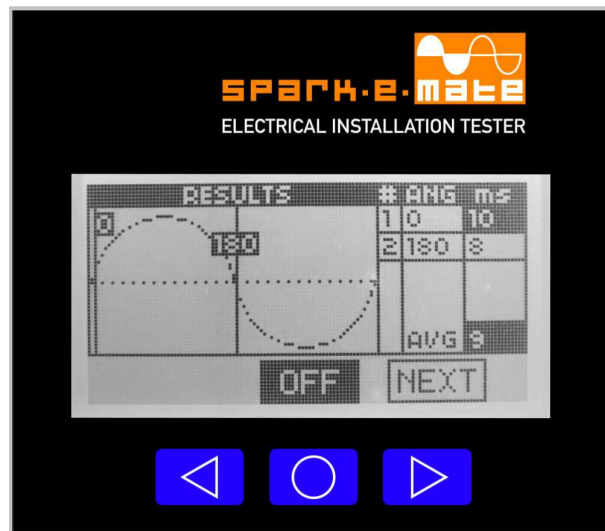 spark·e·mate
ELECTRICAL INSTALLATION TESTER
RESULTS # ANG ms
0 1 0 10
180 2 180 8
AVG 9
OFF NEXT